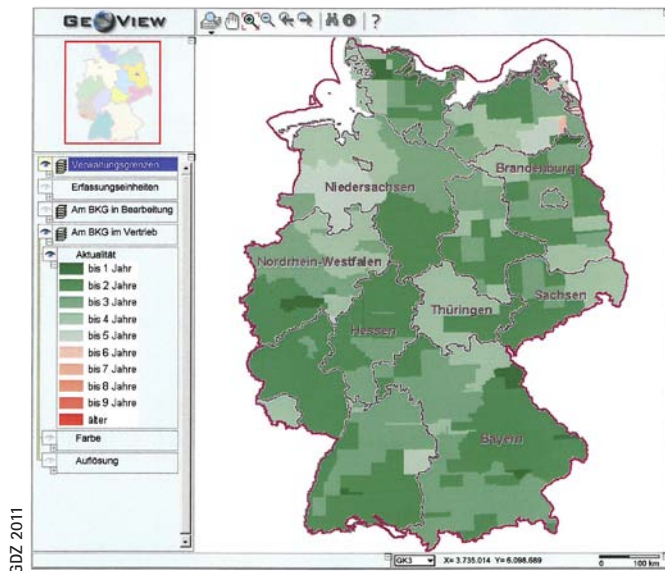 GEOVIEW
?
Verwaltungsgrenzen
Erfassungseinheiten
Am BKG in Bearbeitung
Am BKG im Vertrieb
Aktualität
bis 1 Jahr
bis 2 Jahre
bis 3 Jahre
bis 4 Jahre
bis 5 Jahre
bis 6 Jahre
bis 7 Jahre
bis 8 Jahre
bis 9 Jahre
älter
Farbe
Auflösung
Niedersachsen
Brandenburg
Nordrhein-Westfalen
Sachsen
Thüringen
Hessen
Bayern
GK3 X= 3.735.014 Y= 6.098.689
0 100 km
GDZ 2011